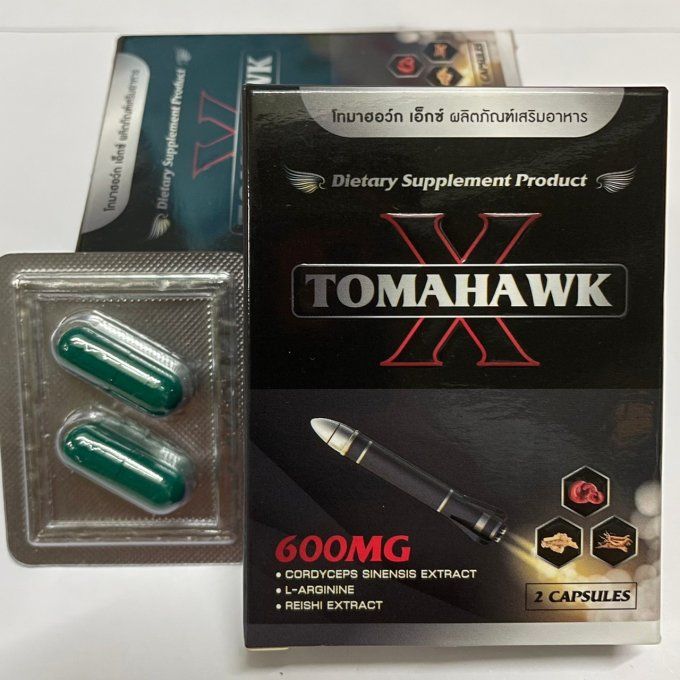 โทมาฮอว์ก เอ็กซ์ ผลิตภัณฑ์เสริมอาหาร
Dietary Supplement Product
X
TOMAHAWK
600MG
• CORDYCEPS SINENSIS EXTRACT
• L-ARGININE
• REISHI EXTRACT
2 CAPSULES
โทมาฮอว์ก เอ็กซ์ ผลิตภัณฑ์เสริมอาหาร
Dietary Supplement Product
X
WK
CAPSULES